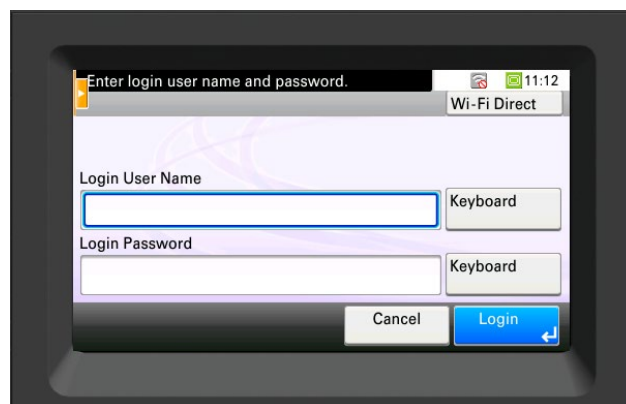 Enter login user name and password.
11:12
Wi-Fi Direct
Login User Name
Keyboard
Login Password
Keyboard
Cancel
Login